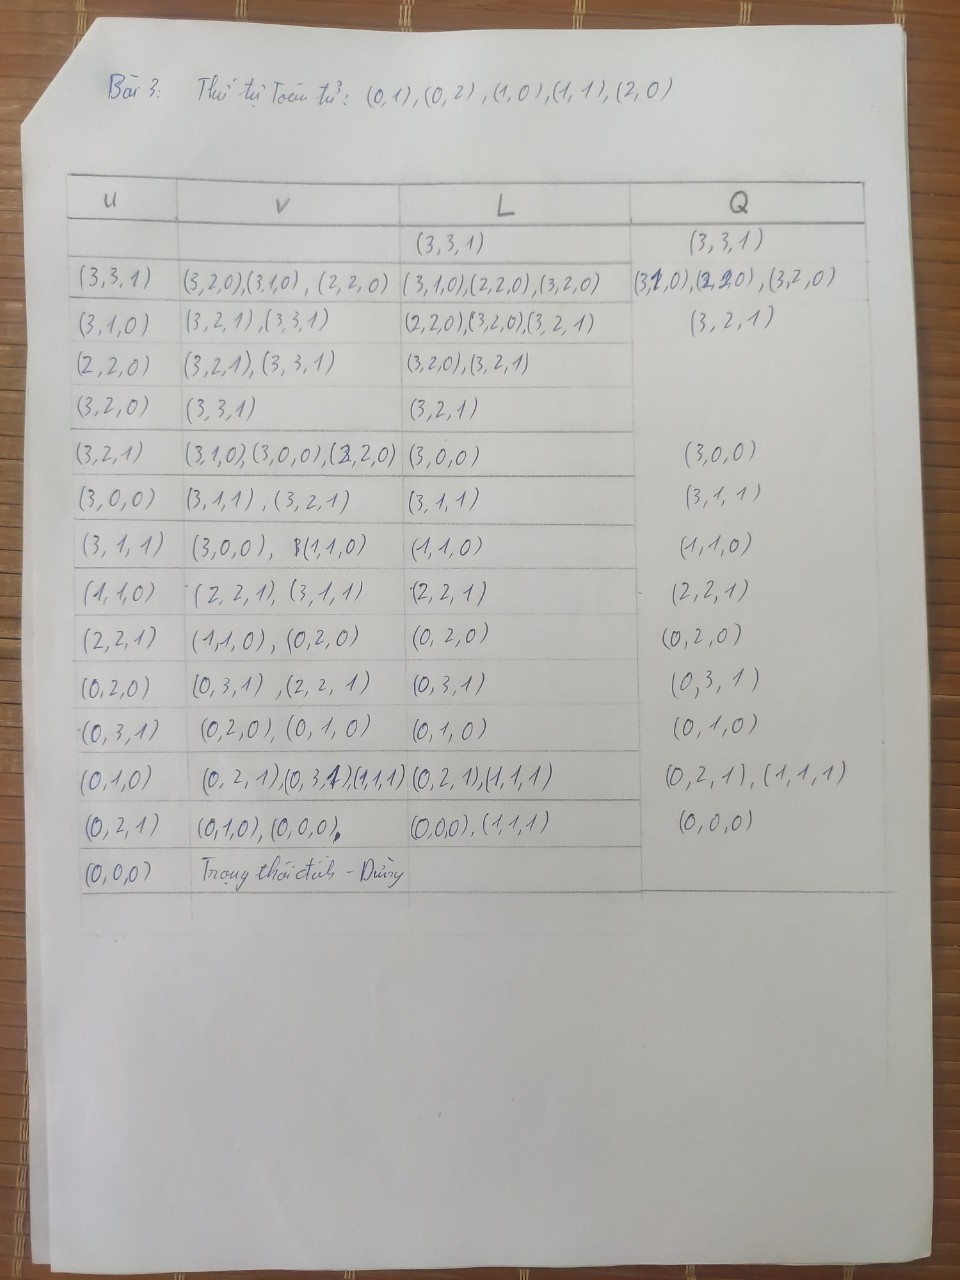 Bài 3: Thứ tự Toán tử: (0,1),(0,2),(1,0),(1,1),(2,0)
u v L Q
(3,3,1) (3,3,1)
(3,3,1) (3,2,0),(3,1,0), (2,2,0) (3,1,0),(2,2,0),(3,2,0) (3,1,0),(2,2,0),(3,2,0)
(3,1,0) (3,2,1),(3,3,1) (2,2,0),(3,2,0),(3,2,1) (3,2,1)
(2,2,0) (3,2,1),(3,3,1) (3,2,0),(3,2,1)
(3,2,0) (3,3,1) (3,2,1)
(3,2,1) (3,1,0),(3,0,0),(2,2,0) (3,0,0) (3,0,0)
(3,0,0) (3,1,1), (3,2,1) (3,1,1) (3,1,1)
(3,1,1) (3,0,0), (1,1,0) (1,1,0) (1,1,0)
(1,1,0) (2,2,1), (3,1,1) (2,2,1) (2,2,1)
(2,2,1) (1,1,0), (0,2,0) (0,2,0) (0,2,0)
(0,2,0) (0,3,1), (2,2,1) (0,3,1) (0,3,1)
(0,3,1) (0,2,0), (0,1,0) (0,1,0) (0,1,0)
(0,1,0) (0,2,1),(0,3,1)(1,1,1) (0,2,1),(1,1,1) (0,2,1),(1,1,1)
(0,2,1) (0,1,0),(0,0,0). (0,0,0),(1,1,1) (0,0,0)
(0,0,0) Trạng thái đích - Dừng